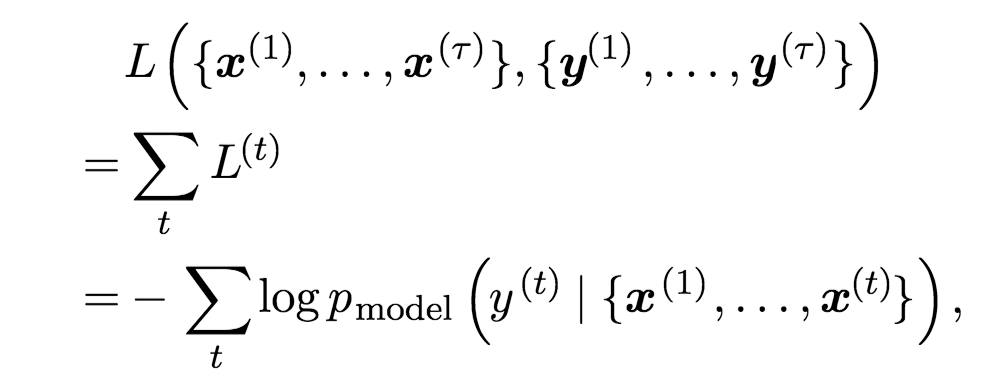 L({x^(1), . . . , x^(τ)}, {y^(1), . . . , y^(τ)})
= ∑_t L^(t)
= − ∑_t log p_model (y^(t) | {x^(1), . . . , x^(t)}) ,